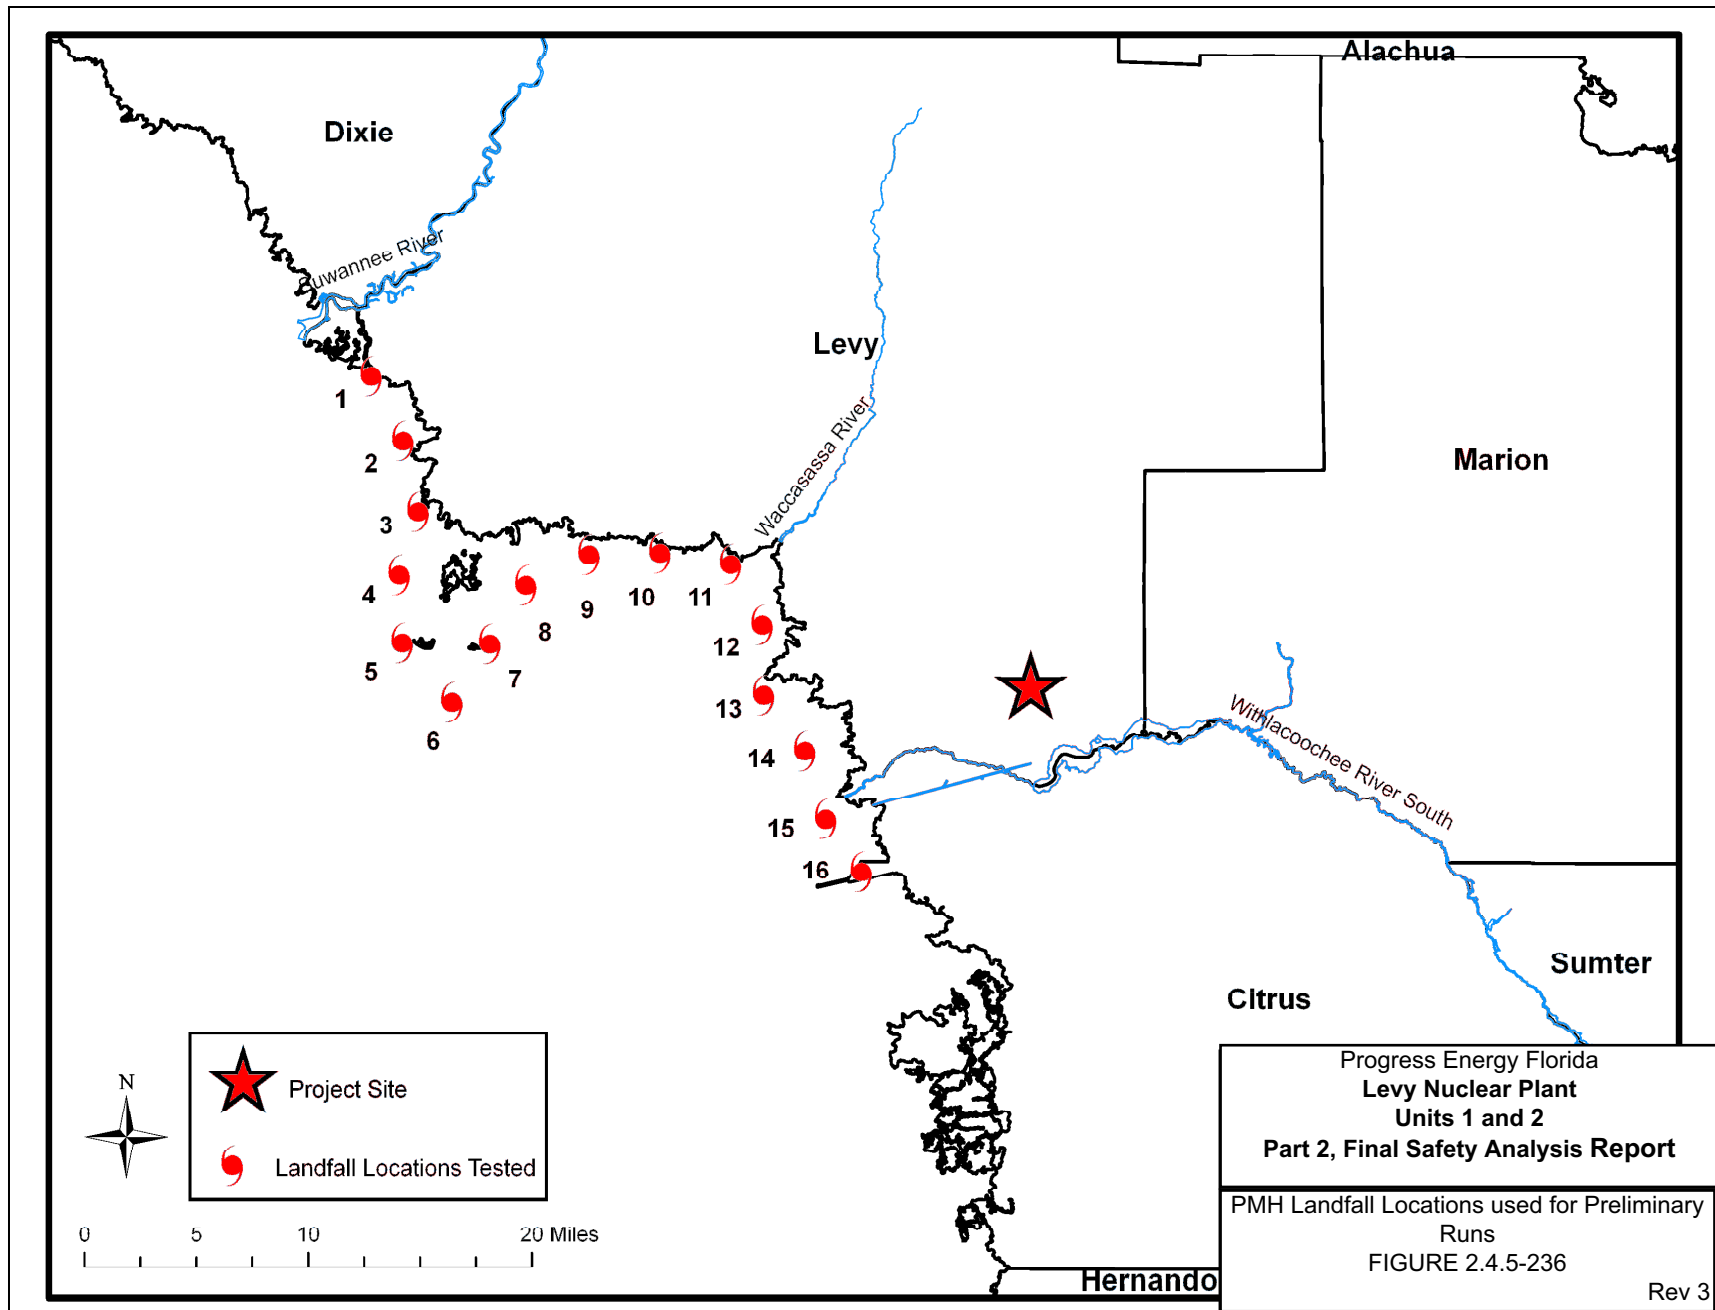 Alachua
Dixie
Suwannee River
Levy
Waccasassa River
Marion
1
2
3
4
5
6
7
8
9
10
11
12
13
14
15
16
Withlacoochee River South
Sumter
CItrus
Hernando
N
Project Site
Landfall Locations Tested
0 5 10 20 Miles
Progress Energy Florida
Levy Nuclear Plant
Units 1 and 2
Part 2, Final Safety Analysis Report
PMH Landfall Locations used for Preliminary
Runs
FIGURE 2.4.5-236
Rev 3